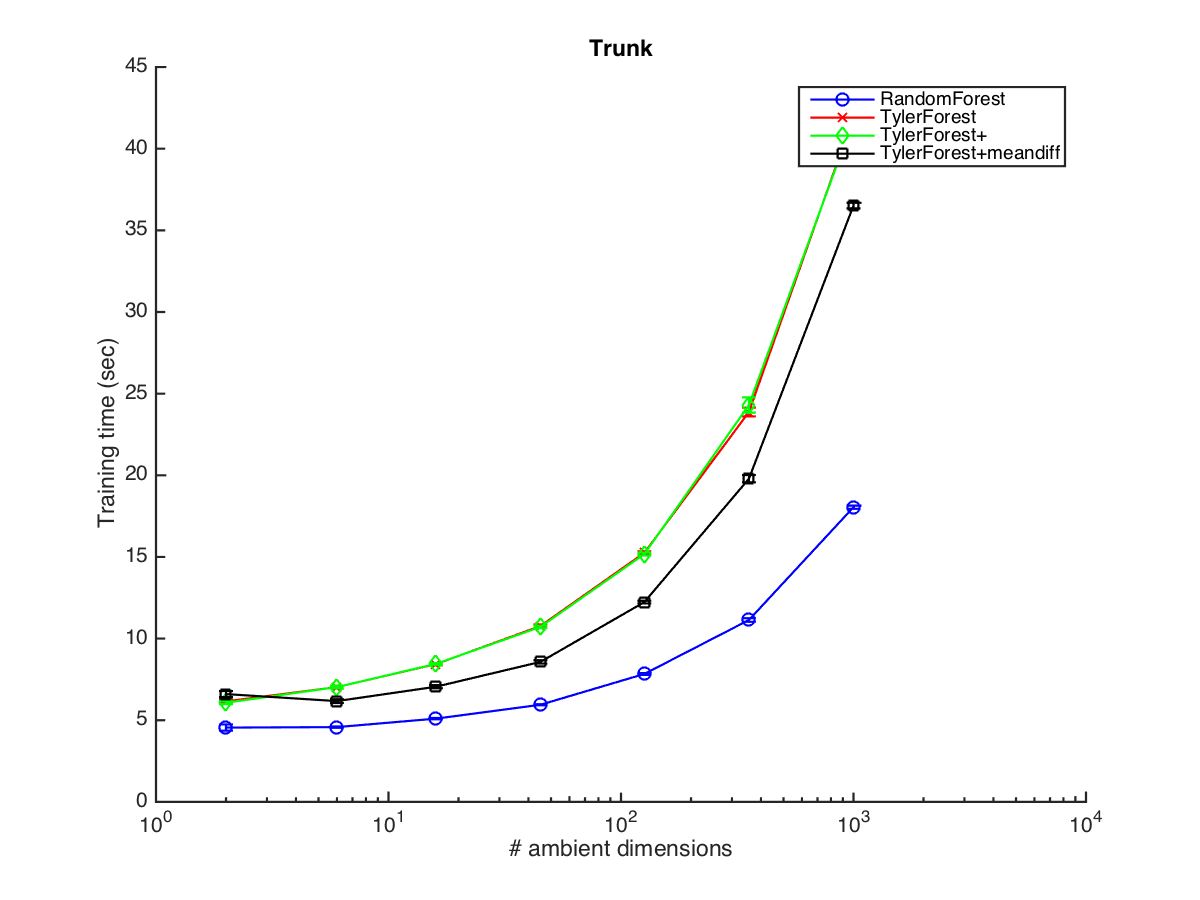 Trunk
45
40
35
30
25
20
15
10
5
0
Training time (sec)
RandomForest
TylerForest
TylerForest+
TylerForest+meandiff
10^0 10^1 10^2 10^3 10^4
# ambient dimensions